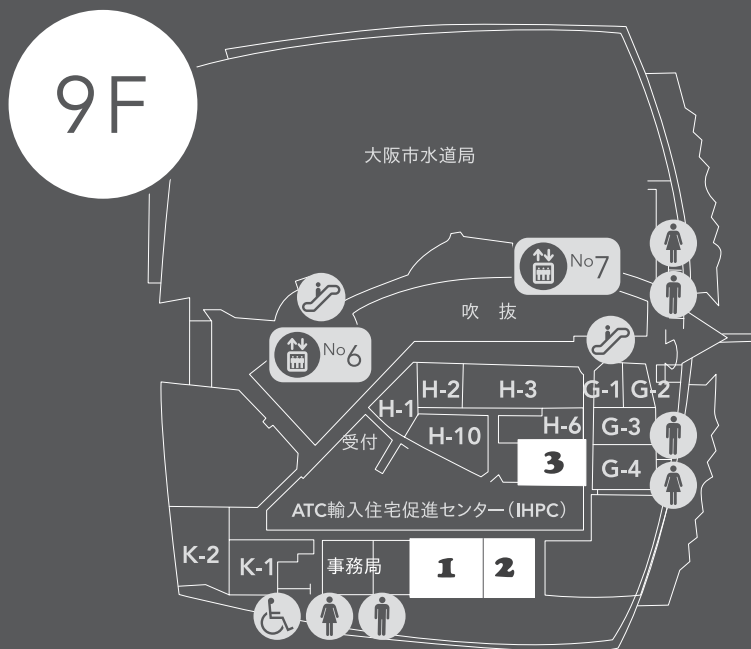 9F
大阪市水道局
No7
吹 抜
No6
H-2
H-3
G-1
G-2
H-1
H-10
H-6
G-3
受付
3
G-4
ATC輸入住宅促進センター(IHPC)
K-2
K-1
事務局
1
2